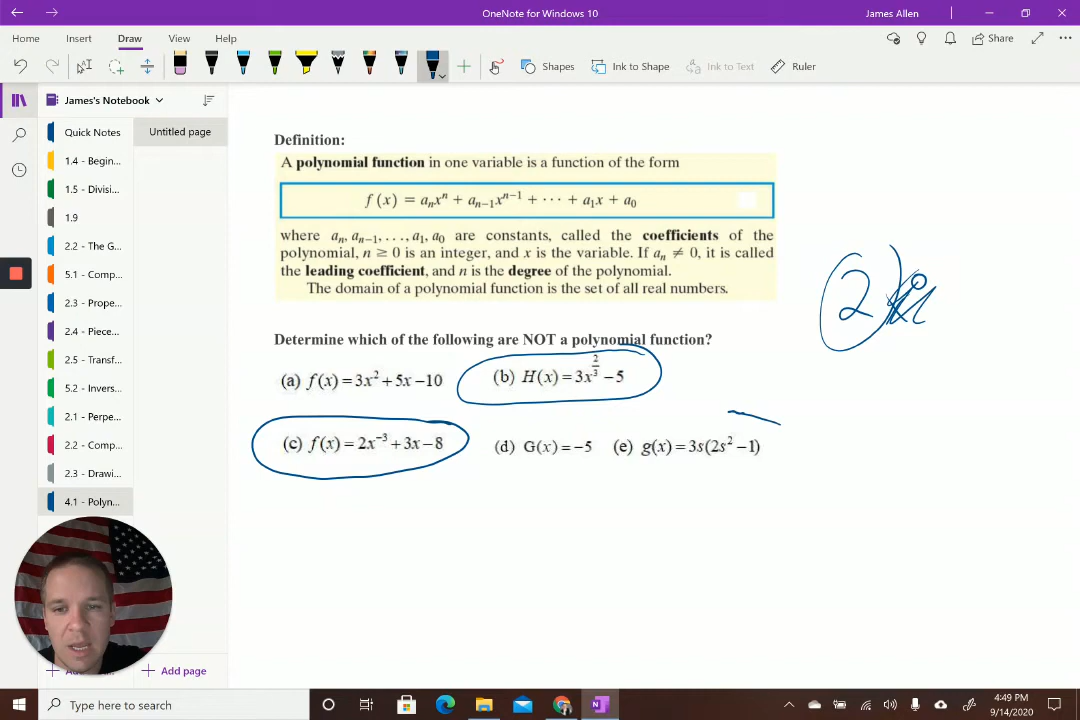 OneNote for Windows 10
James Allen
Home Insert Draw View Help
Share
Shapes Ink to Shape Ink to Text Ruler
James's Notebook
Quick Notes
1.4 - Begin...
1.5 - Divisi...
1.9
2.2 - The G...
5.1 - Comp...
2.3 - Prope...
2.4 - Piece...
2.5 - Transf...
5.2 - Invers...
2.1 - Perpe...
2.2 - Comp...
2.3 - Drawi...
4.1 - Polyn...
Untitled page
Add page
Definition:
A polynomial function in one variable is a function of the form
f (x) = aₙxⁿ + aₙ₋₁xⁿ⁻¹ + ··· + a₁x + a₀
where aₙ, aₙ₋₁, . . . , a₁, a₀ are constants, called the coefficients of the
polynomial, n ≥ 0 is an integer, and x is the variable. If aₙ ≠ 0, it is called
the leading coefficient, and n is the degree of the polynomial.
The domain of a polynomial function is the set of all real numbers.
Determine which of the following are NOT a polynomial function?
(a) f(x) = 3x² + 5x − 10 (b) H(x) = 3x^(2/3) − 5
(c) f(x) = 2x⁻³ + 3x − 8 (d) G(x) = −5 (e) g(x) = 3s(2s² − 1)
2
Type here to search
4:49 PM
9/14/2020